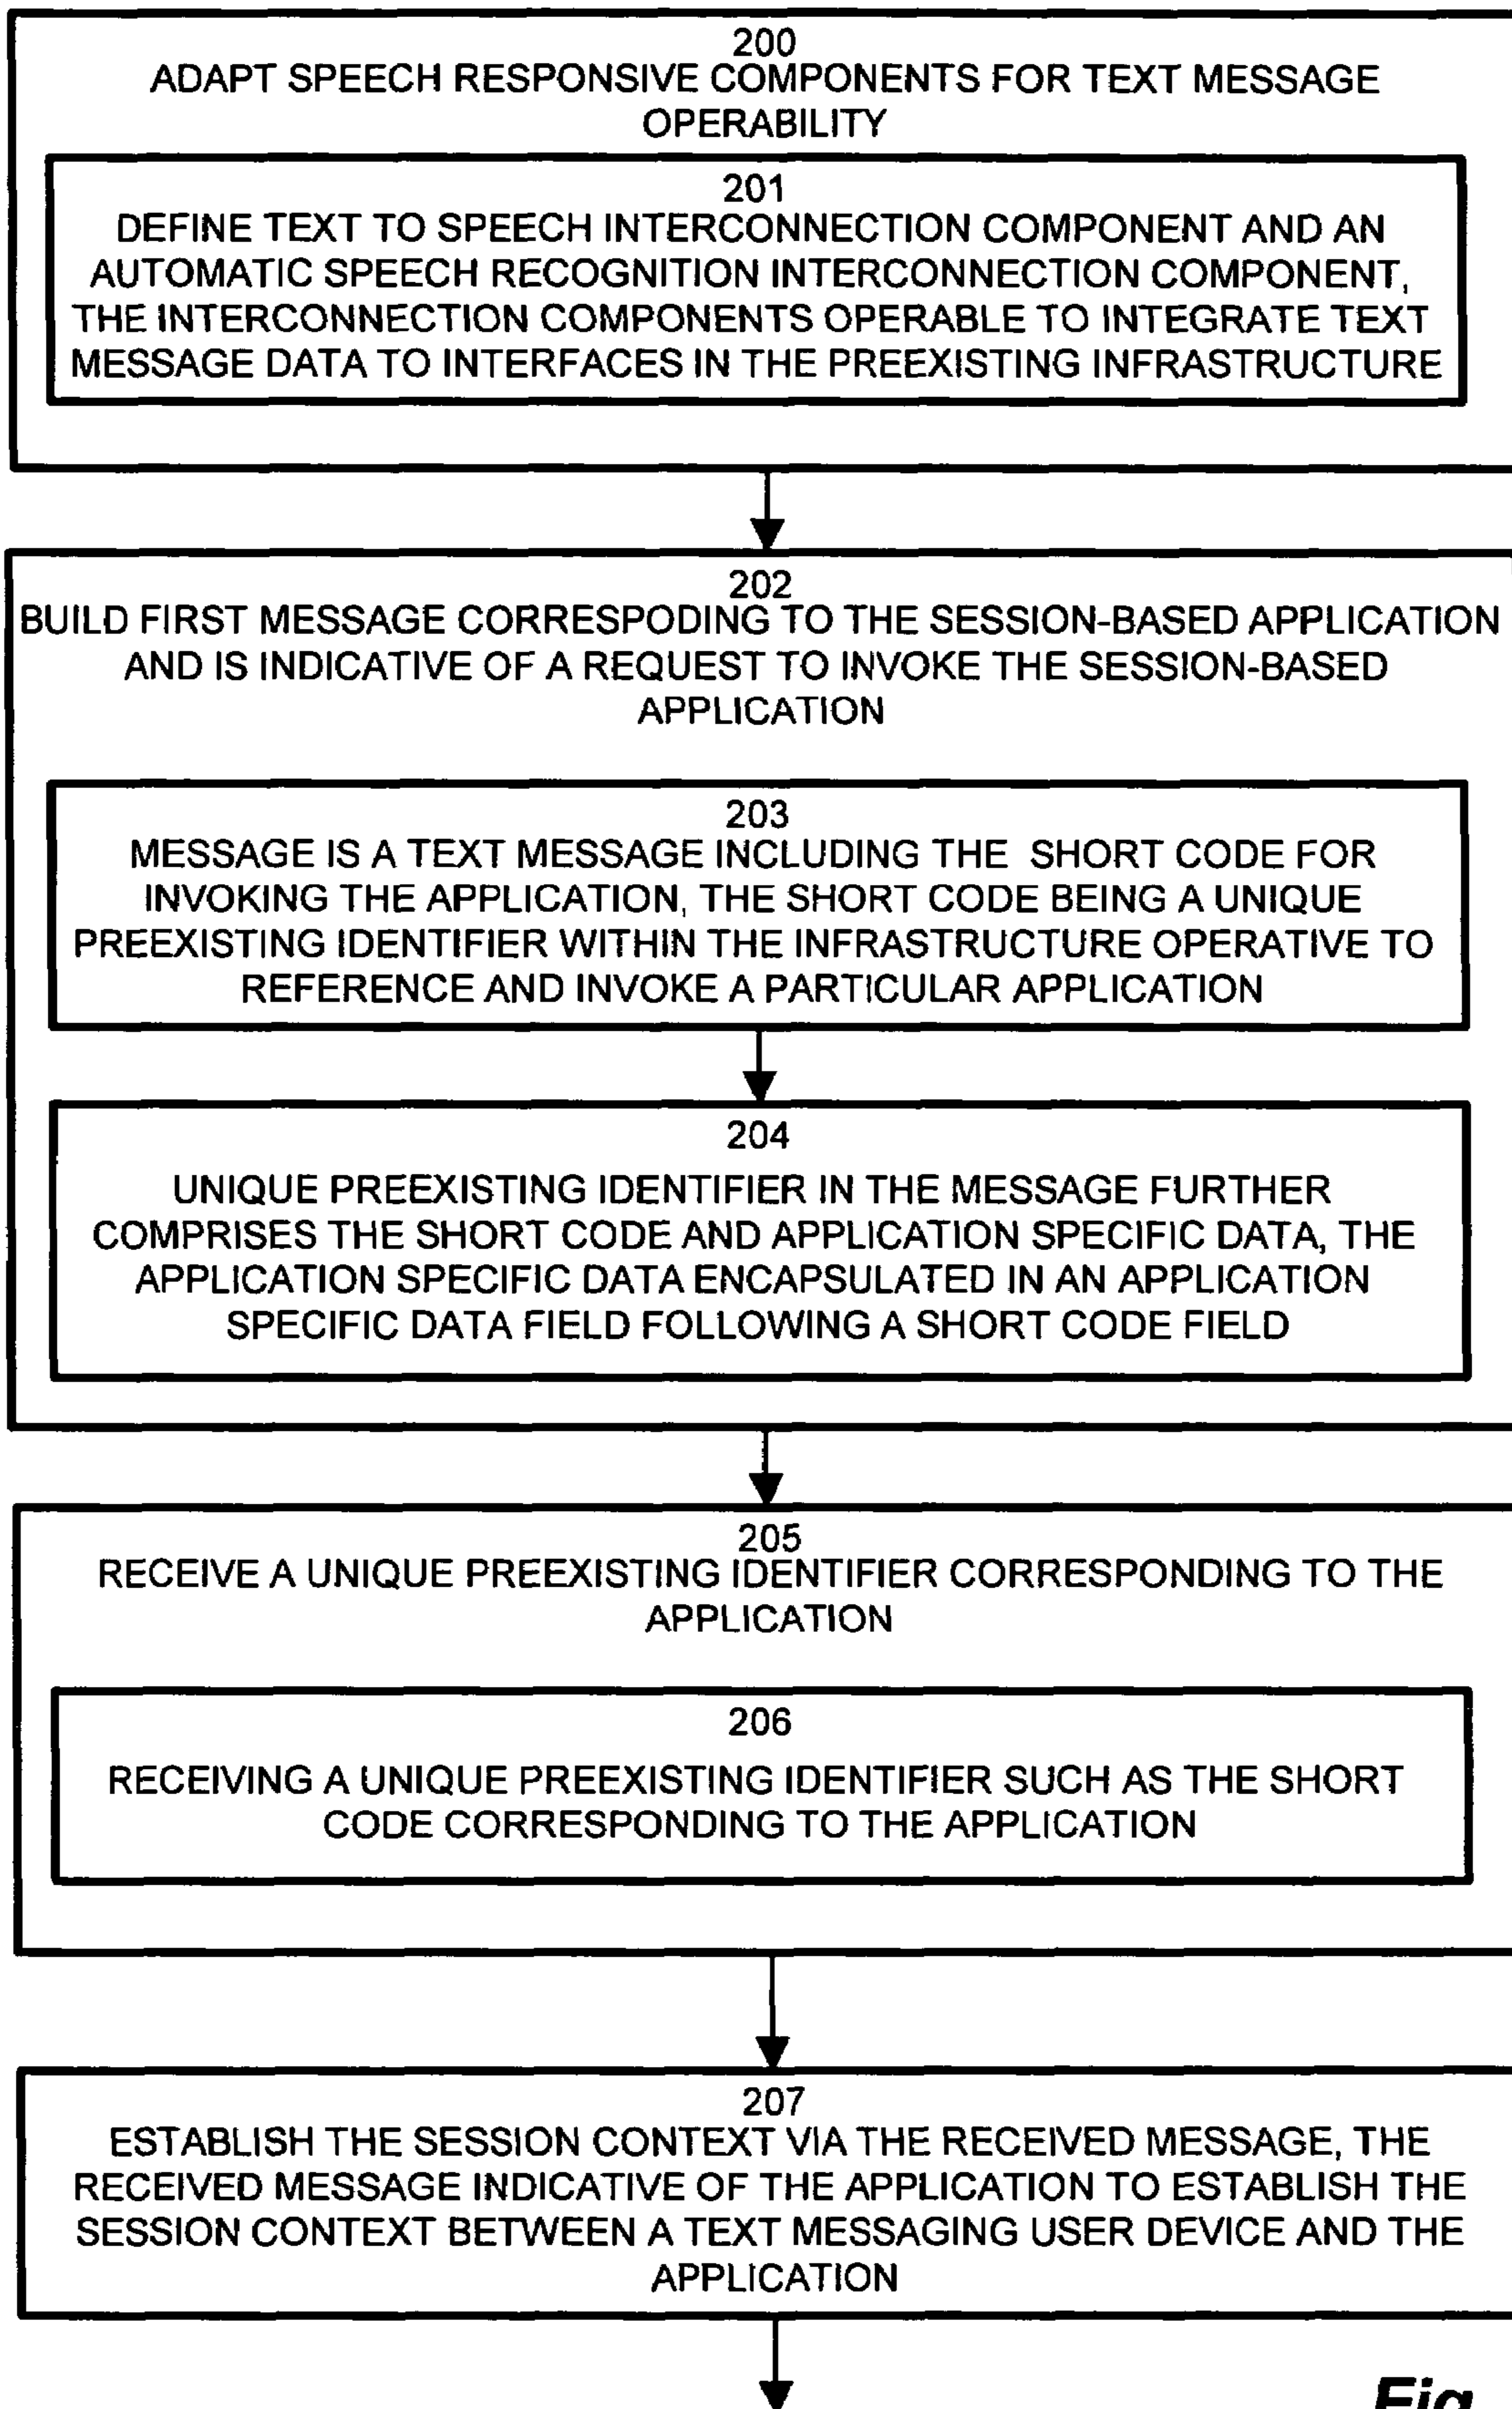 200
ADAPT SPEECH RESPONSIVE COMPONENTS FOR TEXT MESSAGE
OPERABILITY
201
DEFINE TEXT TO SPEECH INTERCONNECTION COMPONENT AND AN
AUTOMATIC SPEECH RECOGNITION INTERCONNECTION COMPONENT,
THE INTERCONNECTION COMPONENTS OPERABLE TO INTEGRATE TEXT
MESSAGE DATA TO INTERFACES IN THE PREEXISTING INFRASTRUCTURE
202
BUILD FIRST MESSAGE CORRESPODING TO THE SESSION-BASED APPLICATION
AND IS INDICATIVE OF A REQUEST TO INVOKE THE SESSION-BASED
APPLICATION
203
MESSAGE IS A TEXT MESSAGE INCLUDING THE SHORT CODE FOR
INVOKING THE APPLICATION, THE SHORT CODE BEING A UNIQUE
PREEXISTING IDENTIFIER WITHIN THE INFRASTRUCTURE OPERATIVE TO
REFERENCE AND INVOKE A PARTICULAR APPLICATION
204
UNIQUE PREEXISTING IDENTIFIER IN THE MESSAGE FURTHER
COMPRISES THE SHORT CODE AND APPLICATION SPECIFIC DATA, THE
APPLICATION SPECIFIC DATA ENCAPSULATED IN AN APPLICATION
SPECIFIC DATA FIELD FOLLOWING A SHORT CODE FIELD
205
RECEIVE A UNIQUE PREEXISTING IDENTIFIER CORRESPONDING TO THE
APPLICATION
206
RECEIVING A UNIQUE PREEXISTING IDENTIFIER SUCH AS THE SHORT
CODE CORRESPONDING TO THE APPLICATION
207
ESTABLISH THE SESSION CONTEXT VIA THE RECEIVED MESSAGE, THE
RECEIVED MESSAGE INDICATIVE OF THE APPLICATION TO ESTABLISH THE
SESSION CONTEXT BETWEEN A TEXT MESSAGING USER DEVICE AND THE
APPLICATION
Fig